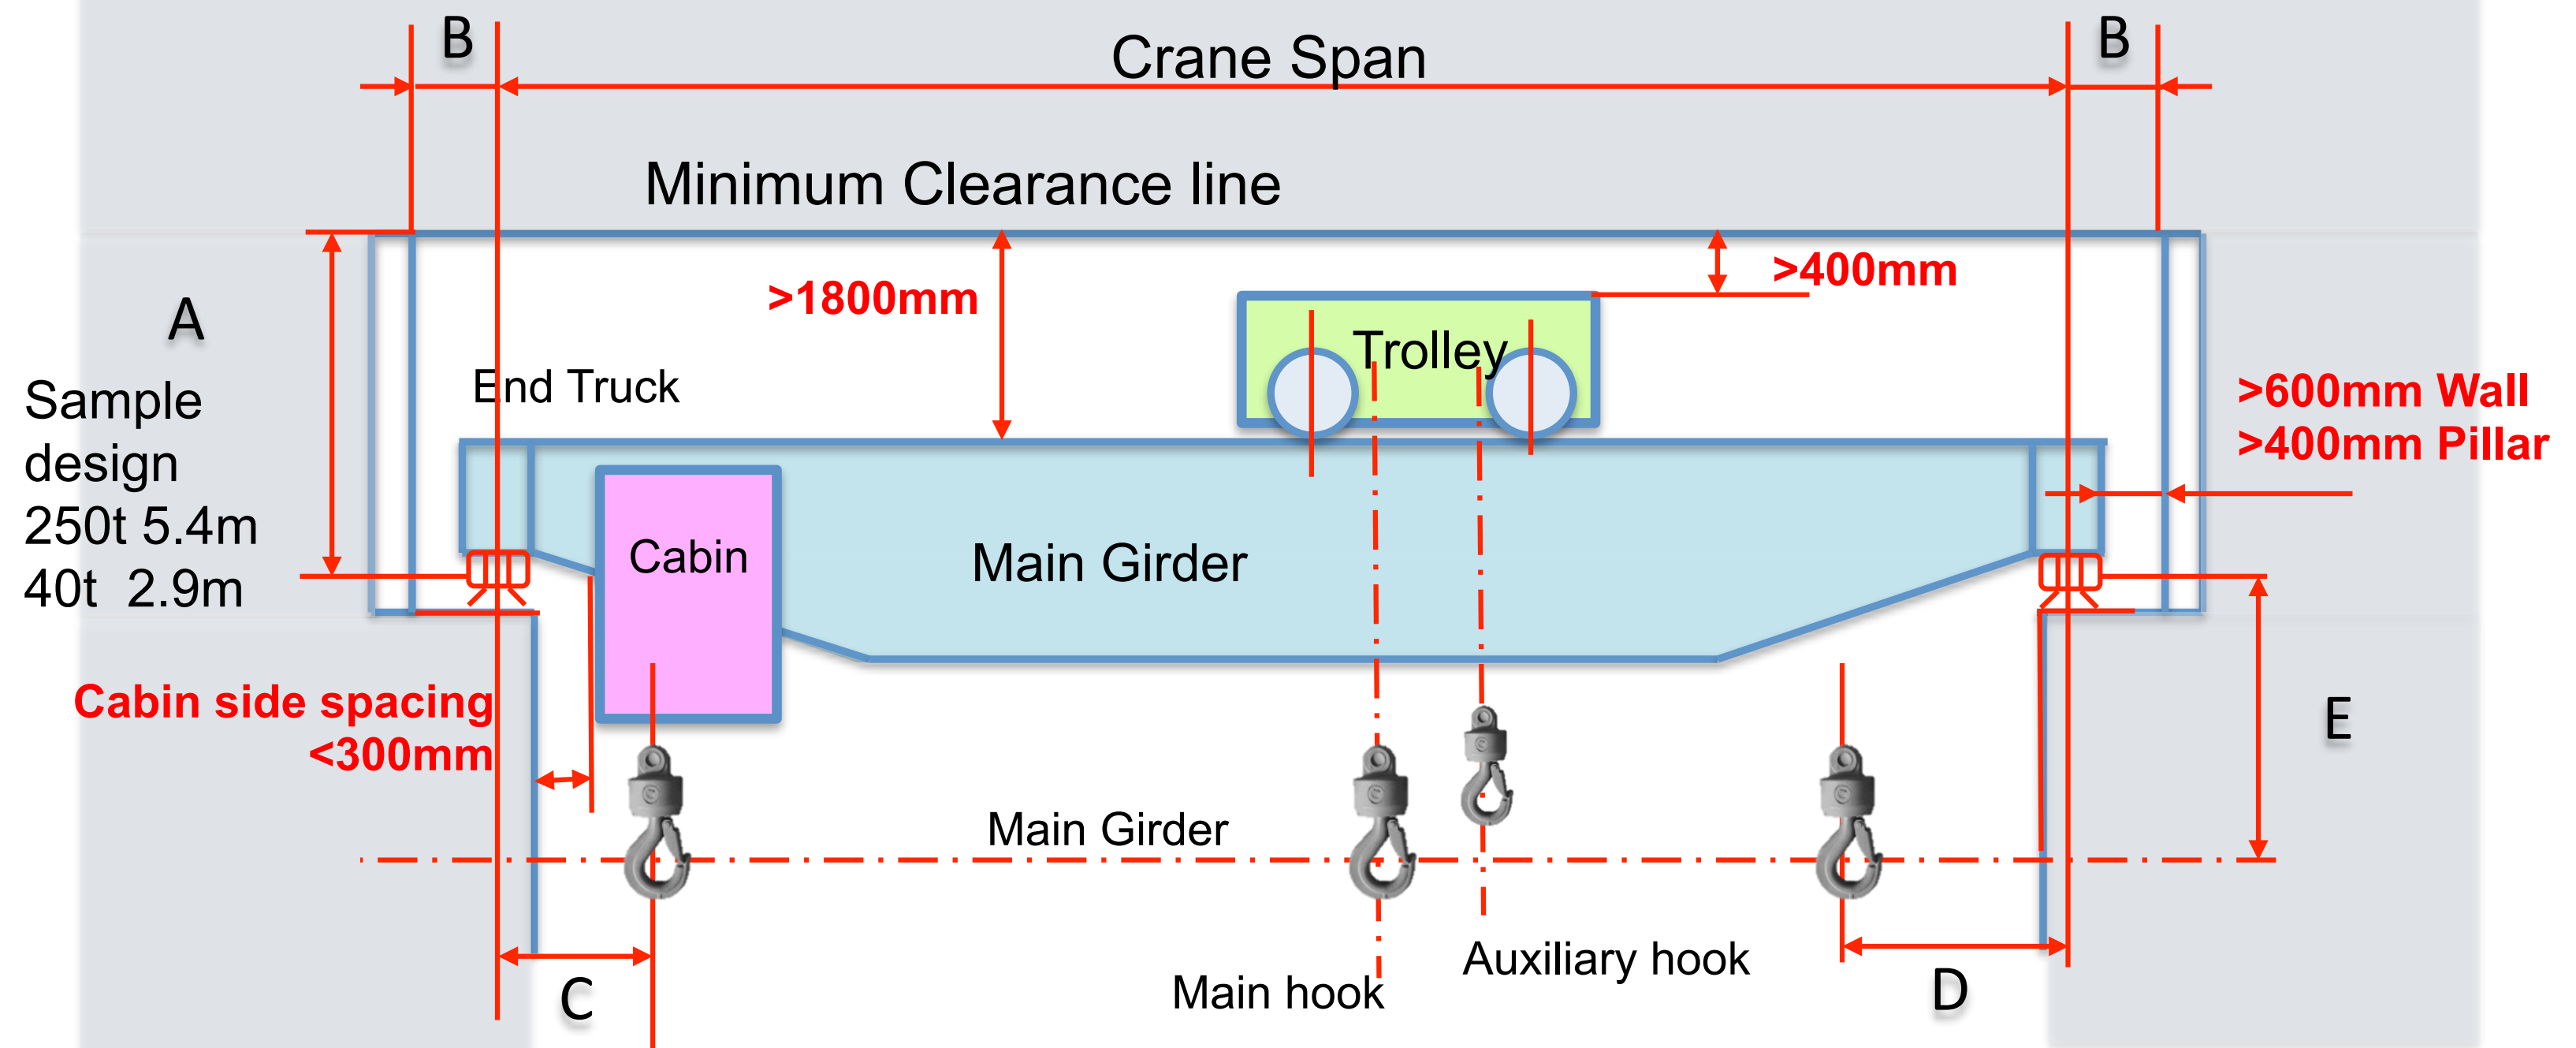 B
Crane Span
B
Minimum Clearance line
>1800mm
>400mm
A
Trolley
End Truck
>600mm Wall
>400mm Pillar
Sample
design
250t 5.4m
40t 2.9m
Cabin
Main Girder
Cabin side spacing
<300mm
E
Main Girder
Auxiliary hook
Main hook
C
D